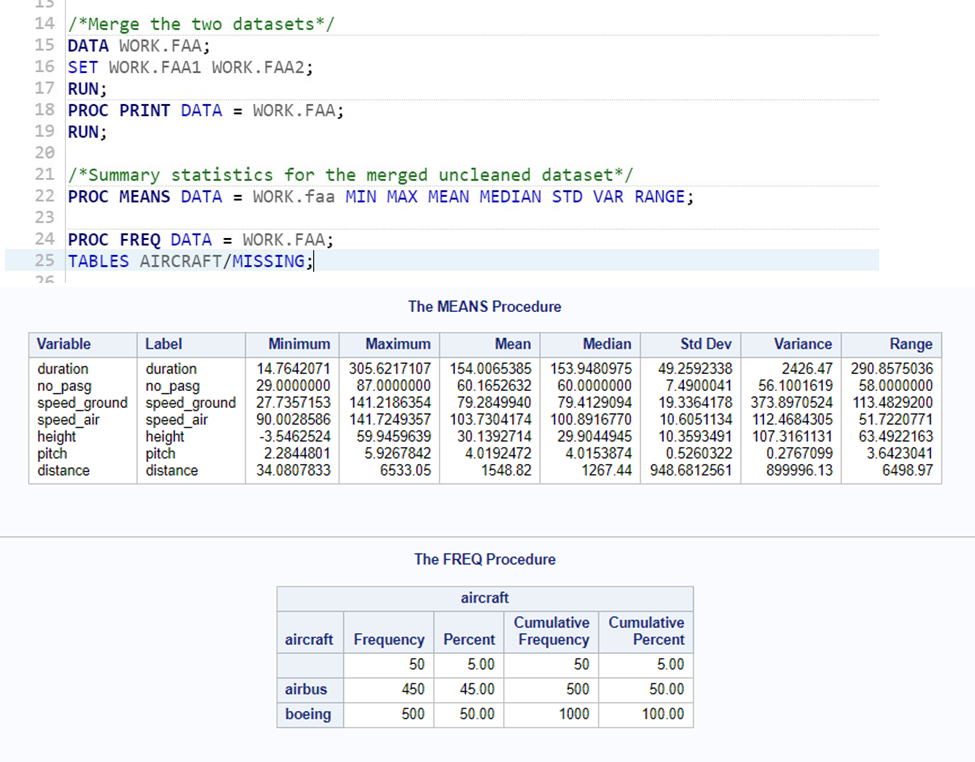 13
14 /*Merge the two datasets*/
15 DATA WORK.FAA;
16 SET WORK.FAA1 WORK.FAA2;
17 RUN;
18 PROC PRINT DATA = WORK.FAA;
19 RUN;
20
21 /*Summary statistics for the merged uncleaned dataset*/
22 PROC MEANS DATA = WORK.faa MIN MAX MEAN MEDIAN STD VAR RANGE;
23
24 PROC FREQ DATA = WORK.FAA;
25 TABLES AIRCRAFT/MISSING;
26
The MEANS Procedure
Variable Label Minimum Maximum Mean Median Std Dev Variance Range
duration duration 14.7642071 305.6217107 154.0065385 153.9480975 49.2592338 2426.47 290.8575036
no_pasg no_pasg 29.0000000 87.0000000 60.1652632 60.0000000 7.4900041 56.1001619 58.0000000
speed_ground speed_ground 27.7357153 141.2186354 79.2849940 79.4129094 19.3364178 373.8970524 113.4829200
speed_air speed_air 90.0028586 141.7249357 103.7304174 100.8916770 10.6051134 112.4684305 51.7220771
height height -3.5462524 59.9459639 30.1392714 29.9044945 10.3593491 107.3161131 63.4922163
pitch pitch 2.2844801 5.9267842 4.0192472 4.0153874 0.5260322 0.2767099 3.6423041
distance distance 34.0807833 6533.05 1548.82 1267.44 948.6812561 899996.13 6498.97
The FREQ Procedure
aircraft
aircraft Frequency Percent Cumulative Frequency Cumulative Percent
50 5.00 50 5.00
airbus 450 45.00 500 50.00
boeing 500 50.00 1000 100.00